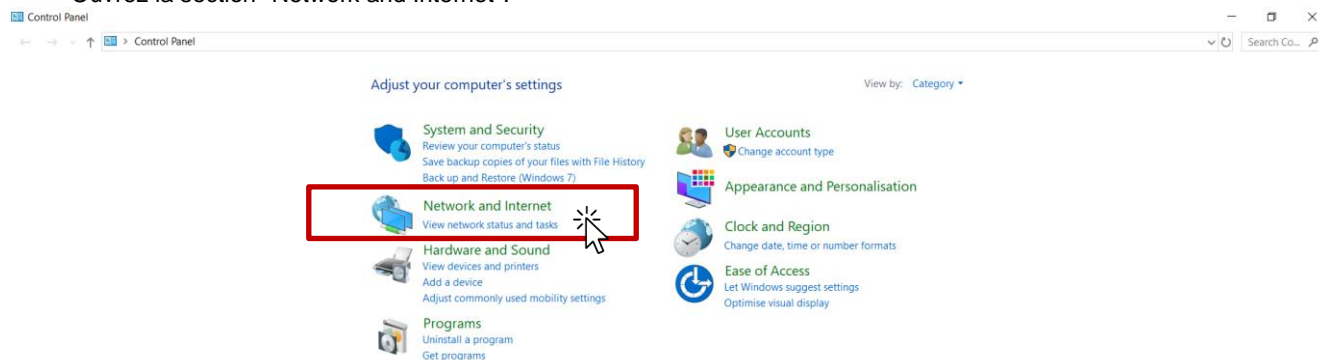 Ouvrez la section "Network and Internet".
Control Panel
Control Panel
Search Co...
Adjust your computer's settings
View by: Category
System and Security
Review your computer's status
Save backup copies of your files with File History
Back up and Restore (Windows 7)
Network and Internet
View network status and tasks
Hardware and Sound
View devices and printers
Add a device
Adjust commonly used mobility settings
Programs
Uninstall a program
Get programs
User Accounts
Change account type
Appearance and Personalisation
Clock and Region
Change date, time or number formats
Ease of Access
Let Windows suggest settings
Optimise visual display